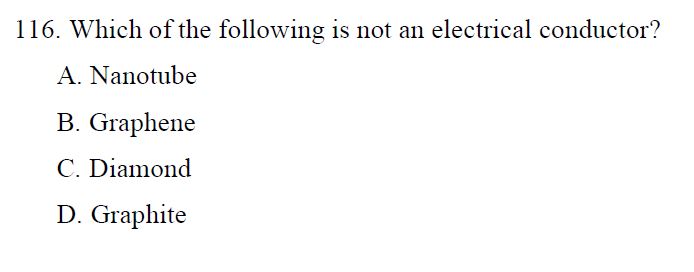 116. Which of the following is not an electrical conductor?
A. Nanotube
B. Graphene
C. Diamond
D. Graphite